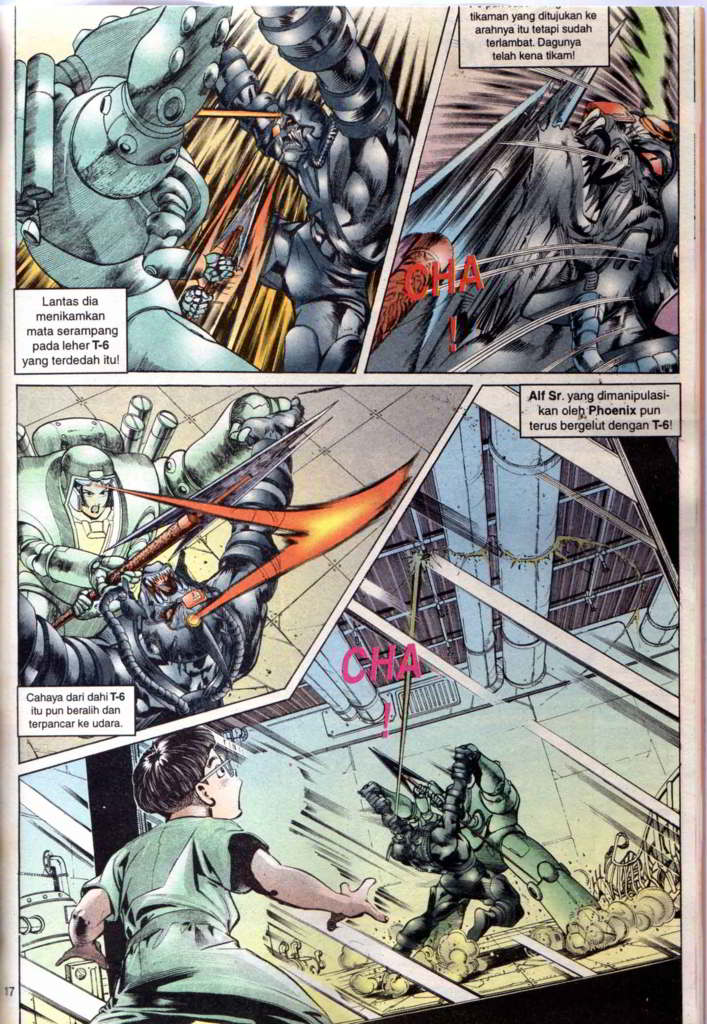 tikaman yang ditujukan ke
arahnya itu tetapi sudah
terlambat. Dagunya
telah kena tikam!
Lantas dia
menikamkan
mata serampang
pada leher T-6
yang terdedah itu!
CHA
!
Alf Sr. yang dimanipulasi-
kan oleh Phoenix pun
terus bergelut dengan T-6!
Cahaya dari dahi T-6
itu pun beralih dan
terpancar ke udara.
CHA
!
17